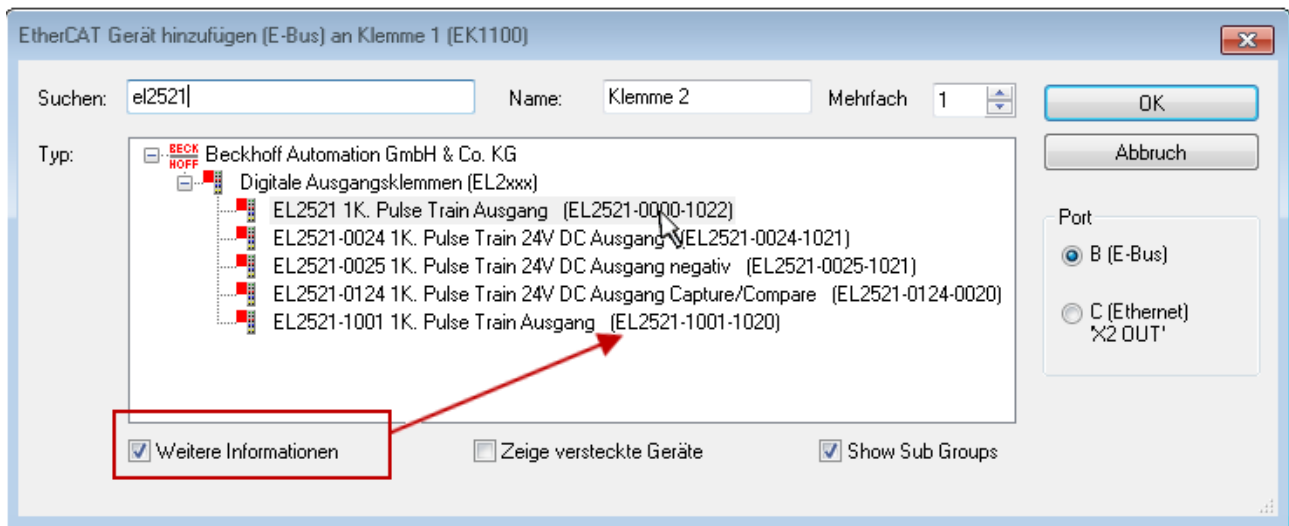 EtherCAT Gerät hinzufügen (E-Bus) an Klemme 1 (EK1100)
Suchen: el2521 Name: Klemme 2 Mehrfach 1 OK
Abbruch
Typ: BECKHOFF Beckhoff Automation GmbH & Co. KG
Digitale Ausgangsklemmen (EL2xxx)
EL2521 1K. Pulse Train Ausgang (EL2521-0000-1022)
EL2521-0024 1K. Pulse Train 24V DC Ausgang (EL2521-0024-1021)
EL2521-0025 1K. Pulse Train 24V DC Ausgang negativ (EL2521-0025-1021)
EL2521-0124 1K. Pulse Train 24V DC Ausgang Capture/Compare (EL2521-0124-0020)
EL2521-1001 1K. Pulse Train Ausgang (EL2521-1001-1020)
Port
B (E-Bus)
C (Ethernet)
'X2 OUT'
Weitere Informationen Zeige versteckte Geräte Show Sub Groups